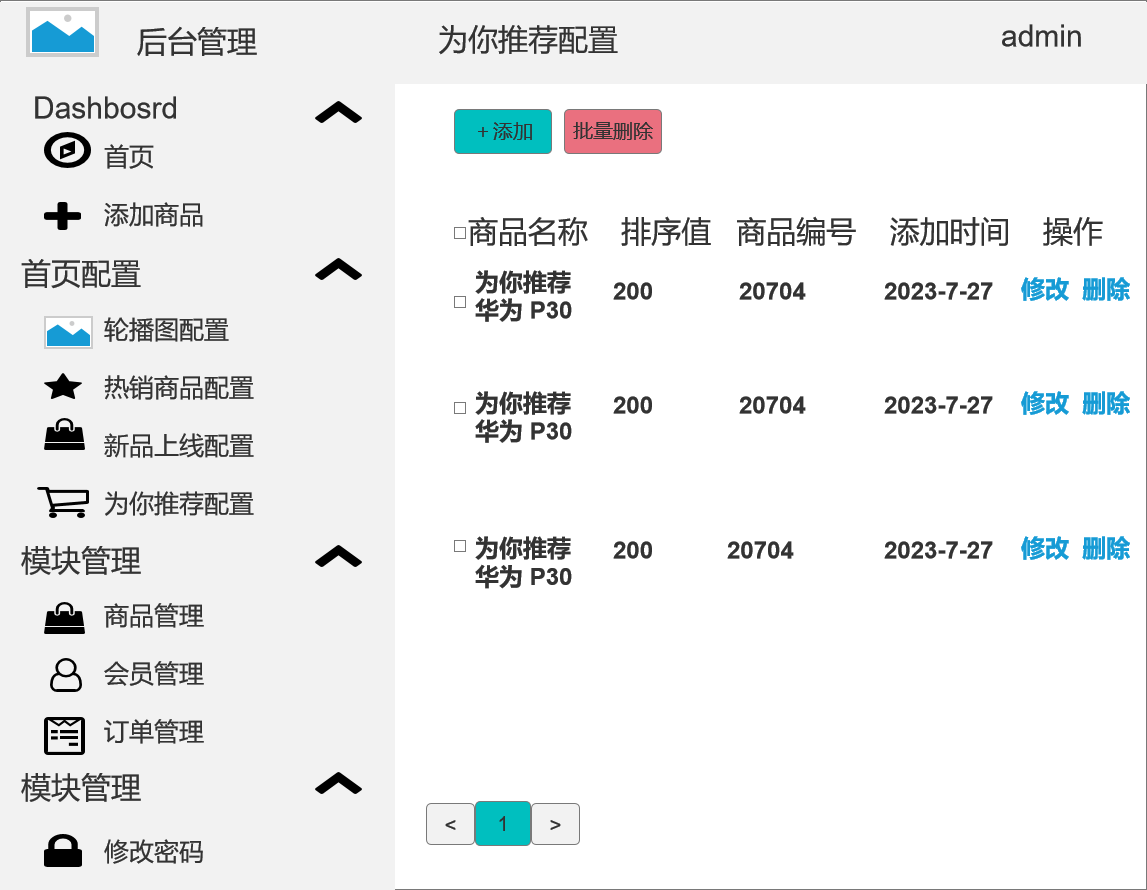 后台管理
为你推荐配置
admin
Dashbosrd
首页
添加商品
首页配置
轮播图配置
热销商品配置
新品上线配置
为你推荐配置
模块管理
商品管理
会员管理
订单管理
模块管理
修改密码
+ 添加 批量删除
商品名称 排序值 商品编号 添加时间 操作
为你推荐
华为 P30
200 20704 2023-7-27 修改 删除
为你推荐
华为 P30
200 20704 2023-7-27 修改 删除
为你推荐
华为 P30
200 20704 2023-7-27 修改 删除
< 1 >